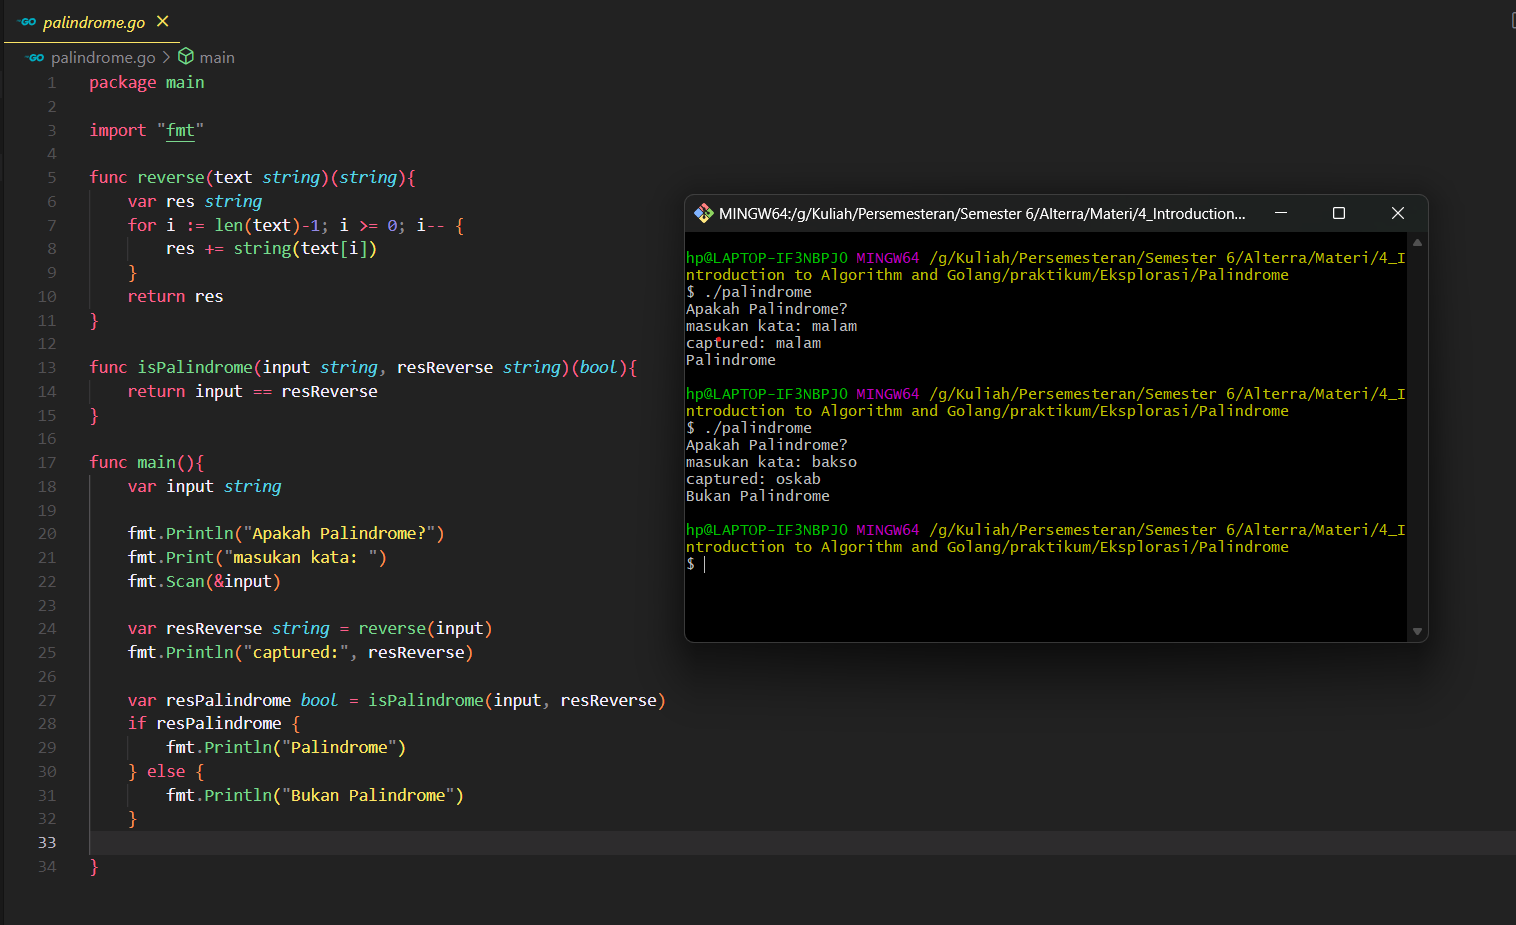 GO palindrome.go ×
GO palindrome.go > main
1 package main
2
3 import "fmt"
4
5 func reverse(text string)(string){
6     var res string
7     for i := len(text)-1; i >= 0; i-- {
8         res += string(text[i])
9     }
10     return res
11 }
12
13 func isPalindrome(input string, resReverse string)(bool){
14     return input == resReverse
15 }
16
17 func main(){
18     var input string
19
20     fmt.Println("Apakah Palindrome?")
21     fmt.Print("masukan kata: ")
22     fmt.Scan(&input)
23
24     var resReverse string = reverse(input)
25     fmt.Println("captured:", resReverse)
26
27     var resPalindrome bool = isPalindrome(input, resReverse)
28     if resPalindrome {
29         fmt.Println("Palindrome")
30     } else {
31         fmt.Println("Bukan Palindrome")
32     }
33
34 }
MINGW64:/g/Kuliah/Persemesteran/Semester 6/Alterra/Materi/4_Introduction...
hp@LAPTOP-IF3NBPJO MINGW64 /g/Kuliah/Persemesteran/Semester 6/Alterra/Materi/4_I
ntroduction to Algorithm and Golang/praktikum/Eksplorasi/Palindrome
$ ./palindrome
Apakah Palindrome?
masukan kata: malam
captured: malam
Palindrome
hp@LAPTOP-IF3NBPJO MINGW64 /g/Kuliah/Persemesteran/Semester 6/Alterra/Materi/4_I
ntroduction to Algorithm and Golang/praktikum/Eksplorasi/Palindrome
$ ./palindrome
Apakah Palindrome?
masukan kata: bakso
captured: oskab
Bukan Palindrome
hp@LAPTOP-IF3NBPJO MINGW64 /g/Kuliah/Persemesteran/Semester 6/Alterra/Materi/4_I
ntroduction to Algorithm and Golang/praktikum/Eksplorasi/Palindrome
$